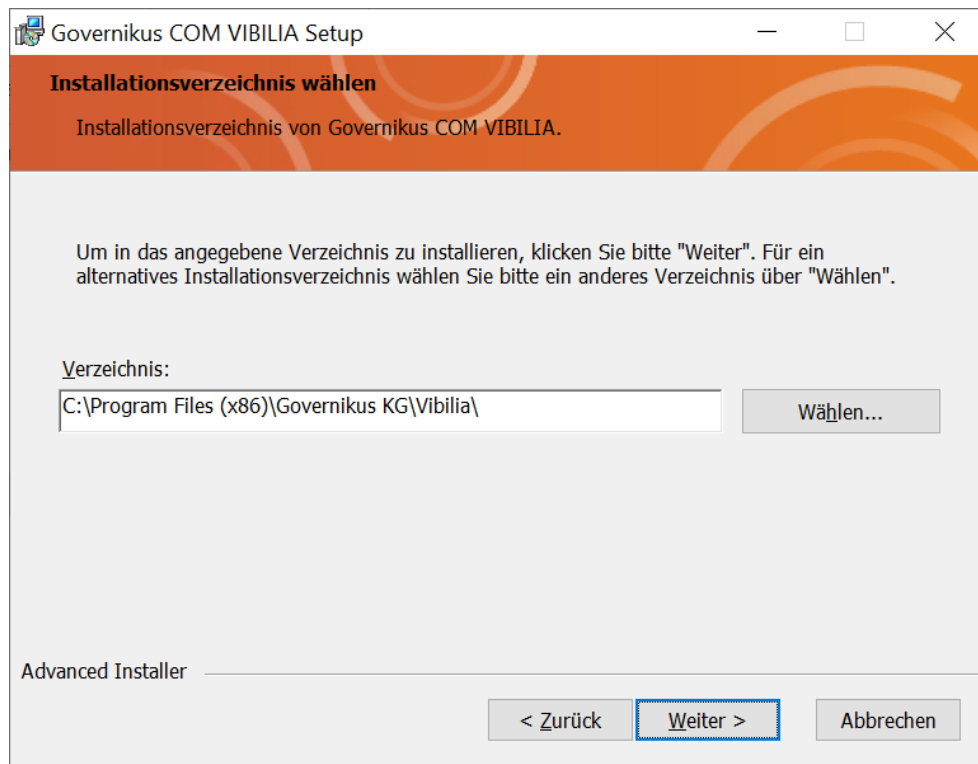 Governikus COM VIBILIA Setup
Installationsverzeichnis wählen
Installationsverzeichnis von Governikus COM VIBILIA.
Um in das angegebene Verzeichnis zu installieren, klicken Sie bitte "Weiter". Für ein
alternatives Installationsverzeichnis wählen Sie bitte ein anderes Verzeichnis über "Wählen".
Verzeichnis:
C:\Program Files (x86)\Governikus KG\Vibilia\
Wählen...
Advanced Installer
< Zurück
Weiter >
Abbrechen